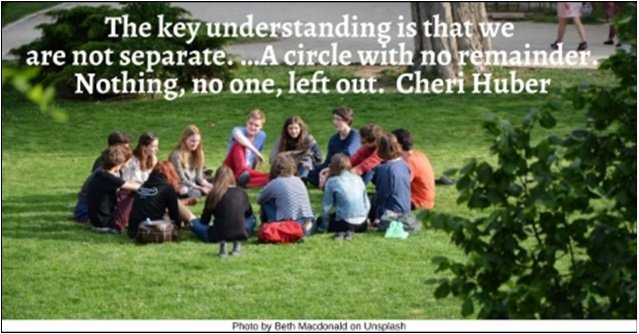 The key understanding is that we
are not separate. ...A circle with no remainder.
Nothing, no one, left out. Cheri Huber
Photo by Beth Macdonald on Unsplash